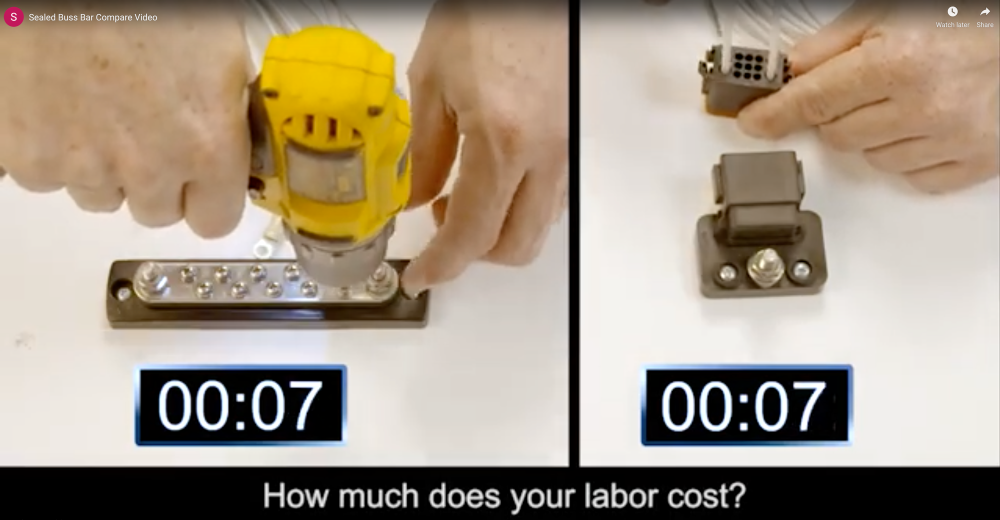 S
Sealed Buss Bar Compare Video
Watch later
Share
00:07
00:07
How much does your labor cost?